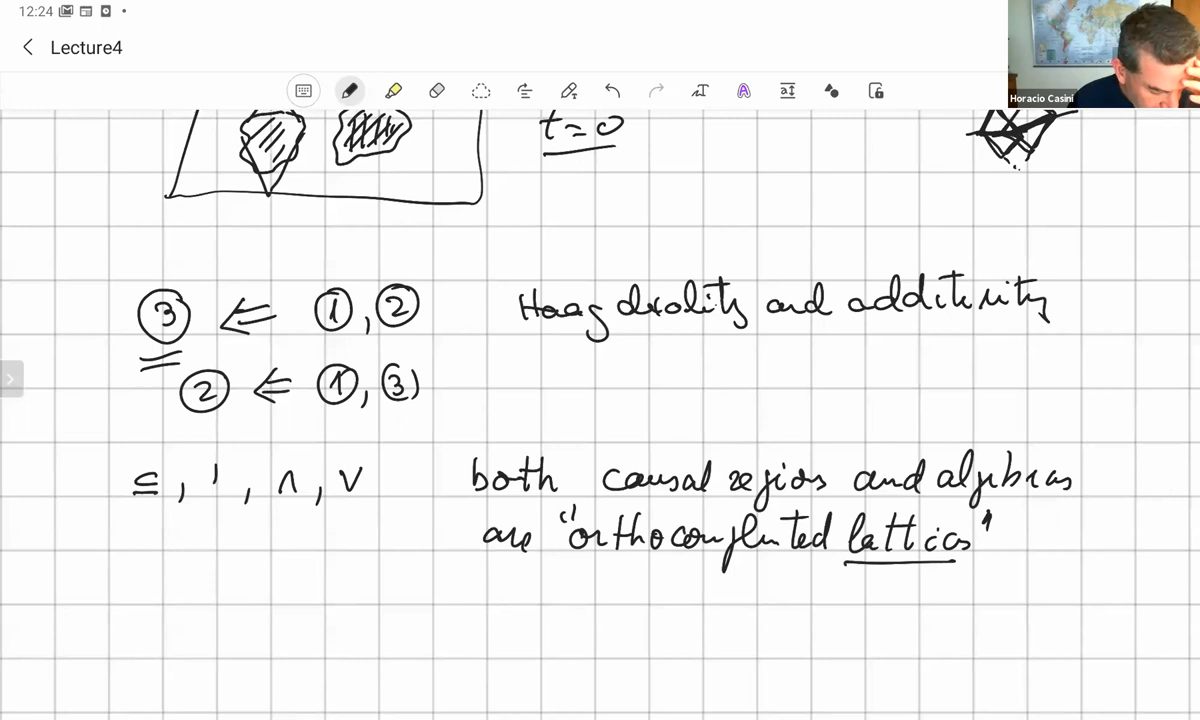 12:24
Lecture4
Horacio Casini
t=0
③ ⇐ ①, ② Haag duality and additivity
② ⇐ ①, ③
⊆, ', ∧, ∨ both causal regions and algebras
are "orthocomplemented lattices"